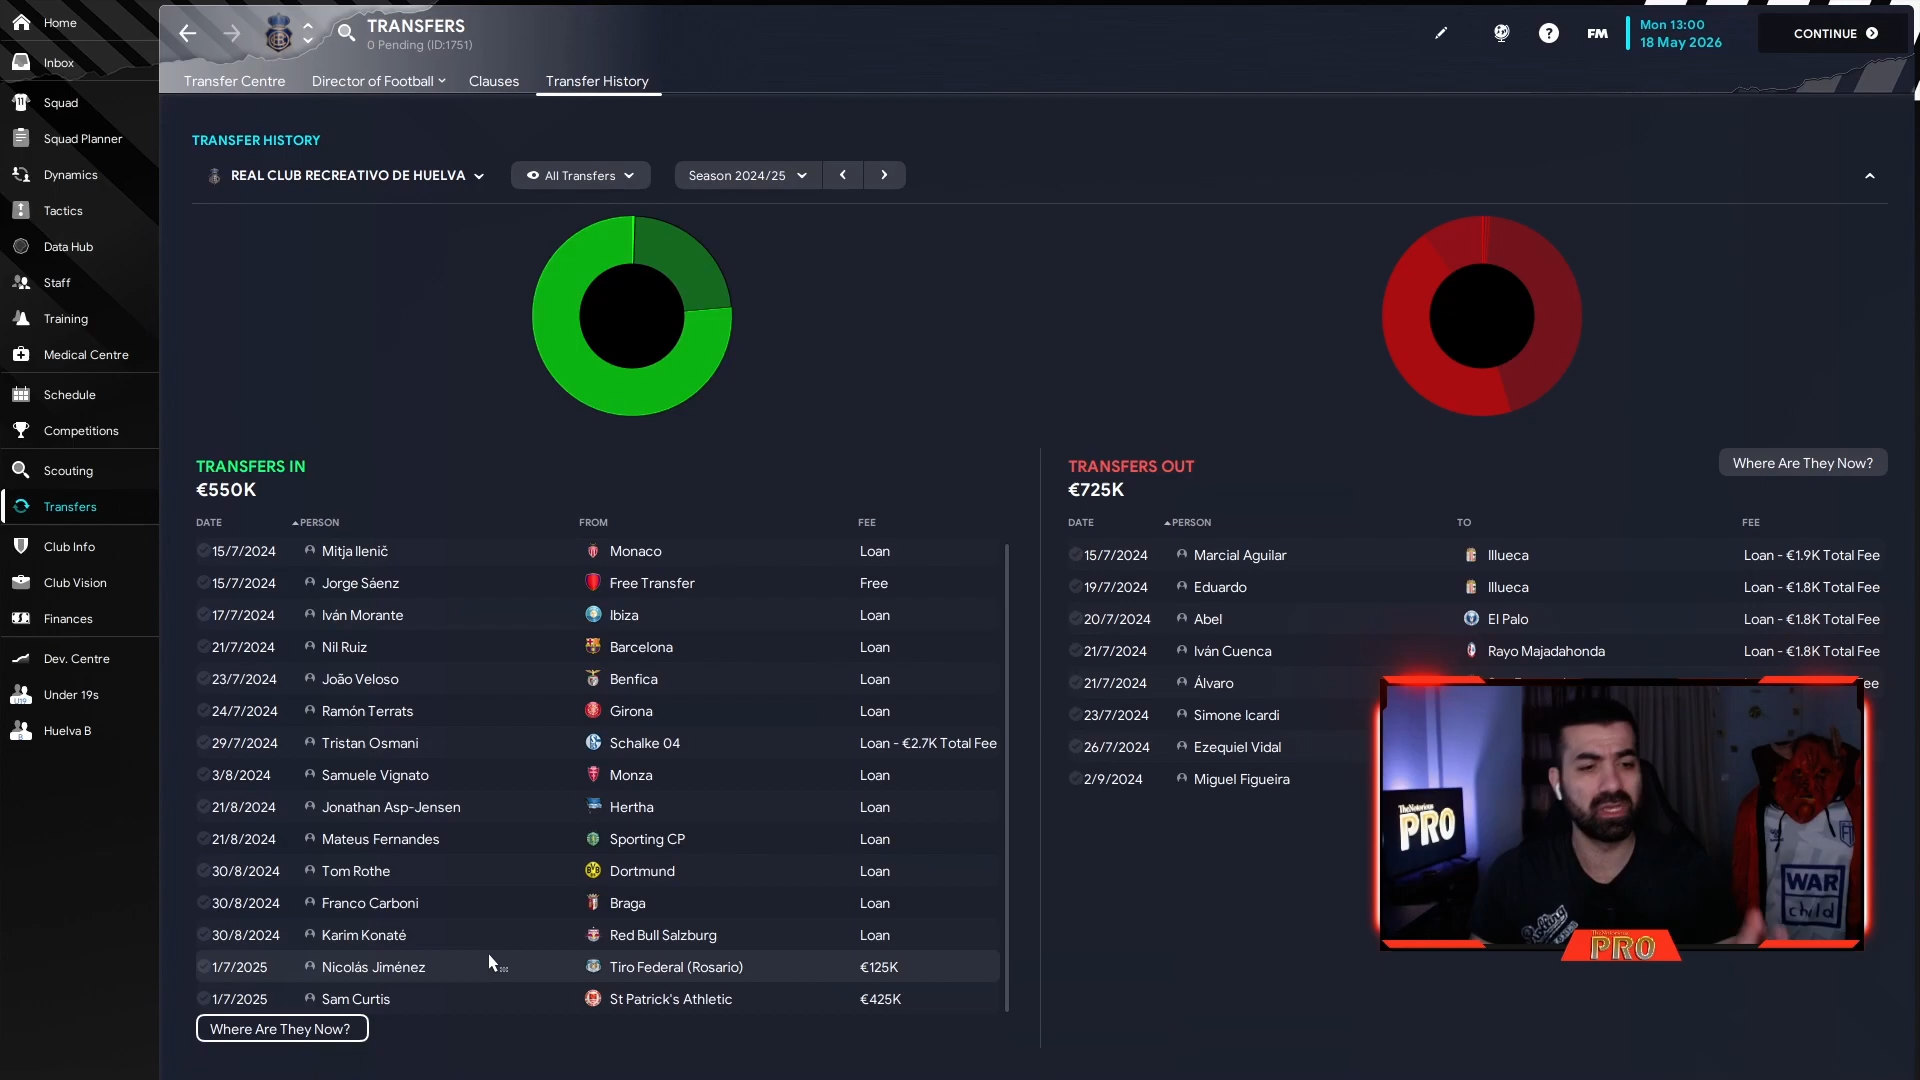 Home
Inbox
Squad
Squad Planner
Dynamics
Tactics
Data Hub
Staff
Training
Medical Centre
Schedule
Competitions
Scouting
Transfers
Club Info
Club Vision
Finances
Dev. Centre
Under 19s
Huelva B
TRANSFERS
0 Pending (ID:1751)
FM
Mon 13:00
18 May 2026
CONTINUE
Transfer Centre
Director of Football
Clauses
Transfer History
TRANSFER HISTORY
REAL CLUB RECREATIVO DE HUELVA
All Transfers
Season 2024/25
TRANSFERS IN
€550K
DATE PERSON FROM FEE
15/7/2024 Mitja Ilenič Monaco Loan
15/7/2024 Jorge Sáenz Free Transfer Free
17/7/2024 Iván Morante Ibiza Loan
21/7/2024 Nil Ruiz Barcelona Loan
23/7/2024 João Veloso Benfica Loan
24/7/2024 Ramón Terrats Girona Loan
29/7/2024 Tristan Osmani Schalke 04 Loan - €2.7K Total Fee
3/8/2024 Samuele Vignato Monza Loan
21/8/2024 Jonathan Asp-Jensen Hertha Loan
21/8/2024 Mateus Fernandes Sporting CP Loan
30/8/2024 Tom Rothe Dortmund Loan
30/8/2024 Franco Carboni Braga Loan
30/8/2024 Karim Konaté Red Bull Salzburg Loan
1/7/2025 Nicolás Jiménez Tiro Federal (Rosario) €125K
1/7/2025 Sam Curtis St Patrick's Athletic €425K
Where Are They Now?
TRANSFERS OUT
€725K
Where Are They Now?
DATE PERSON TO FEE
15/7/2024 Marcial Aguilar Illueca Loan - €1.9K Total Fee
19/7/2024 Eduardo Illueca Loan - €1.8K Total Fee
20/7/2024 Abel El Palo Loan - €1.8K Total Fee
21/7/2024 Iván Cuenca Rayo Majadahonda Loan - €1.8K Total Fee
21/7/2024 Álvaro
23/7/2024 Simone Icardi
26/7/2024 Ezequiel Vidal
2/9/2024 Miguel Figueira
TheNotorious
PRO
WAR
child
TheNotorious
PRO